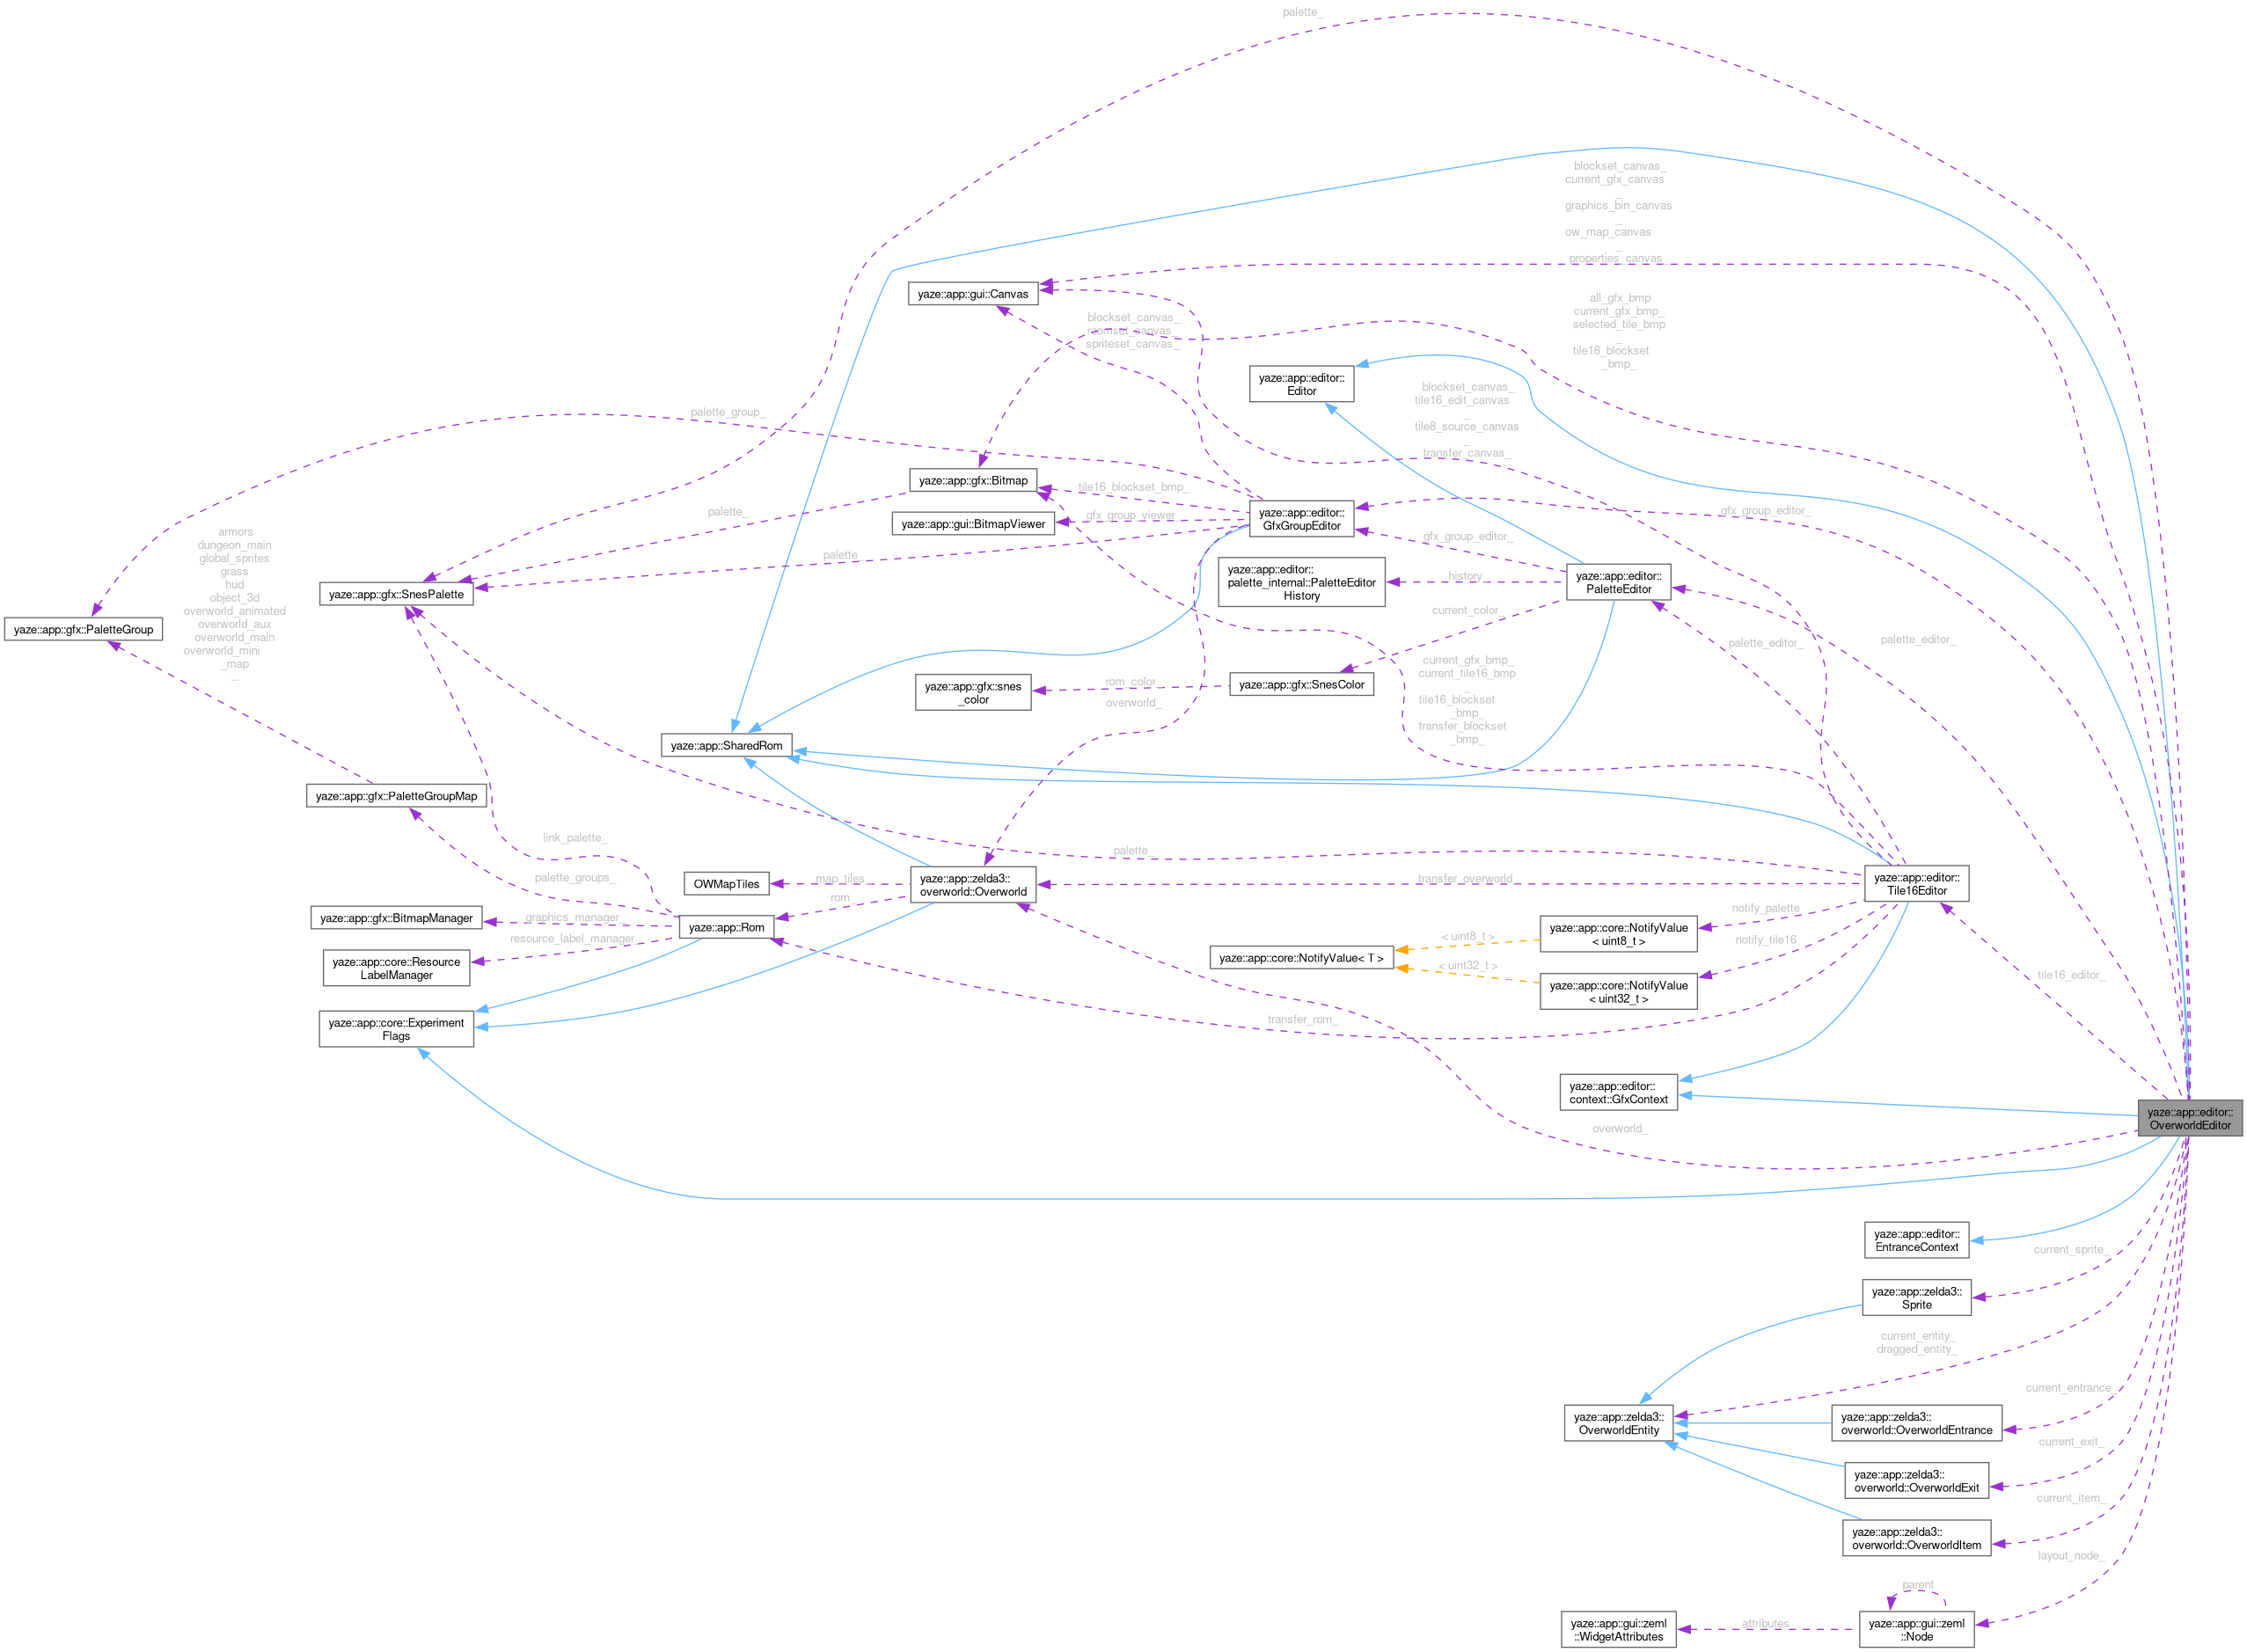 palette_
blockset_canvas_
current_gfx_canvas
_
graphics_bin_canvas
_
ow_map_canvas
_
properties_canvas_
yaze::app::gui::Canvas
all_gfx_bmp
current_gfx_bmp_
selected_tile_bmp
_
tile16_blockset
_bmp_
blockset_canvas_
roomset_canvas_
spriteset_canvas_
yaze::app::editor::
Editor
blockset_canvas_
tile16_edit_canvas
_
tile8_source_canvas
_
transfer_canvas_
palette_group_
yaze::app::gfx::Bitmap
tile16_blockset_bmp_
palette_
yaze::app::gui::BitmapViewer
gfx_group_viewer_
yaze::app::editor::
GfxGroupEditor
gfx_group_editor_
gfx_group_editor_
palette
armors
dungeon_main
global_sprites
grass
hud
object_3d
overworld_animated
overworld_aux
overworld_main
overworld_mini
_map
_
yaze::app::gfx::SnesPalette
yaze::app::gfx::PaletteGroup
yaze::app::editor::
palette_internal::PaletteEditor
History
history_
yaze::app::editor::
PaletteEditor
current_color_
palette_editor_
palette_editor_
yaze::app::gfx::snes
_color
rom_color
overworld_
yaze::app::gfx::SnesColor
current_gfx_bmp_
current_tile16_bmp
_
tile16_blockset
_bmp_
transfer_blockset
_bmp_
yaze::app::SharedRom
yaze::app::gfx::PaletteGroupMap
link_palette_
palette_
palette_groups_
OWMapTiles
map_tiles_
rom_
yaze::app::zelda3::
overworld::Overworld
transfer_overworld_
yaze::app::editor::
Tile16Editor
yaze::app::gfx::BitmapManager
graphics_manager_
yaze::app::Rom
resource_label_manager_
yaze::app::core::Resource
LabelManager
yaze::app::core::NotifyValue< T >
< uint8_t >
< uint32_t >
yaze::app::core::NotifyValue
< uint8_t >
notify_palette
yaze::app::core::NotifyValue
< uint32_t >
notify_tile16
tile16_editor_
transfer_rom_
yaze::app::core::Experiment
Flags
yaze::app::editor::
context::GfxContext
yaze::app::editor::
OverworldEditor
overworld_
yaze::app::editor::
EntranceContext
current_sprite_
yaze::app::zelda3::
Sprite
current_entity_
dragged_entity_
current_entrance_
yaze::app::zelda3::
OverworldEntity
yaze::app::zelda3::
overworld::OverworldEntrance
current_exit_
yaze::app::zelda3::
overworld::OverworldExit
current_item_
yaze::app::zelda3::
overworld::OverworldItem
layout_node_
parent
yaze::app::gui::zeml
::WidgetAttributes
attributes
yaze::app::gui::zeml
::Node